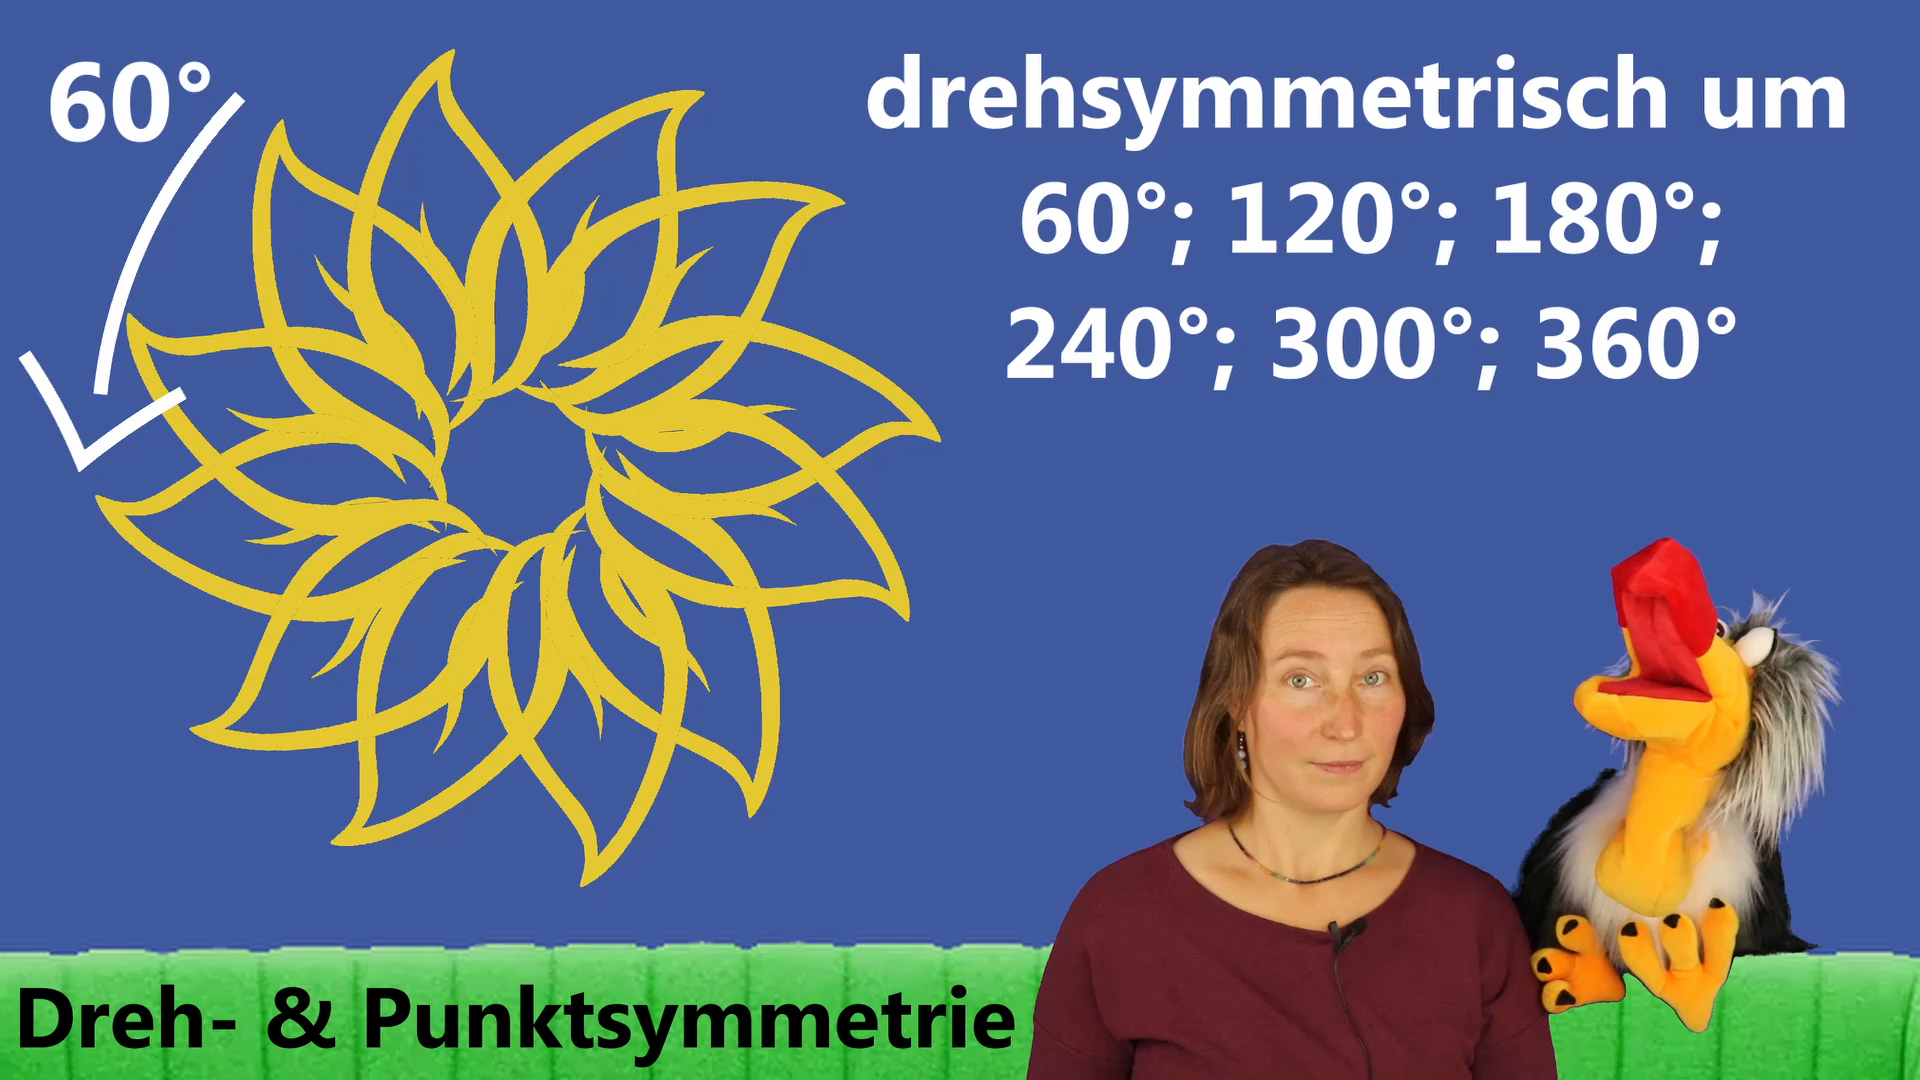 60°
drehsymmetrisch um
60°; 120°; 180°;
240°; 300°; 360°
Dreh- & Punktsymmetrie